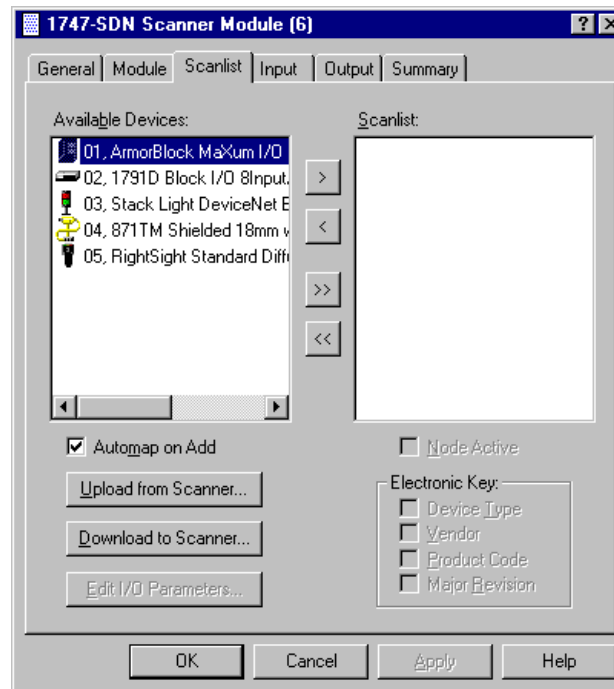 1747-SDN Scanner Module (6)
General Module Scanlist Input Output Summary
Available Devices:
Scanlist:
01, ArmorBlock MaXum I/O
02, 1791D Block I/O 8Input.
03, Stack Light DeviceNet E
04, 871TM Shielded 18mm w
05, RightSight Standard Diffu
>
<
>>
<<
Automap on Add
Node Active
Upload from Scanner...
Download to Scanner...
Edit I/O Parameters...
Electronic Key:
Device Type
Vendor
Product Code
Major Revision
OK Cancel Apply Help